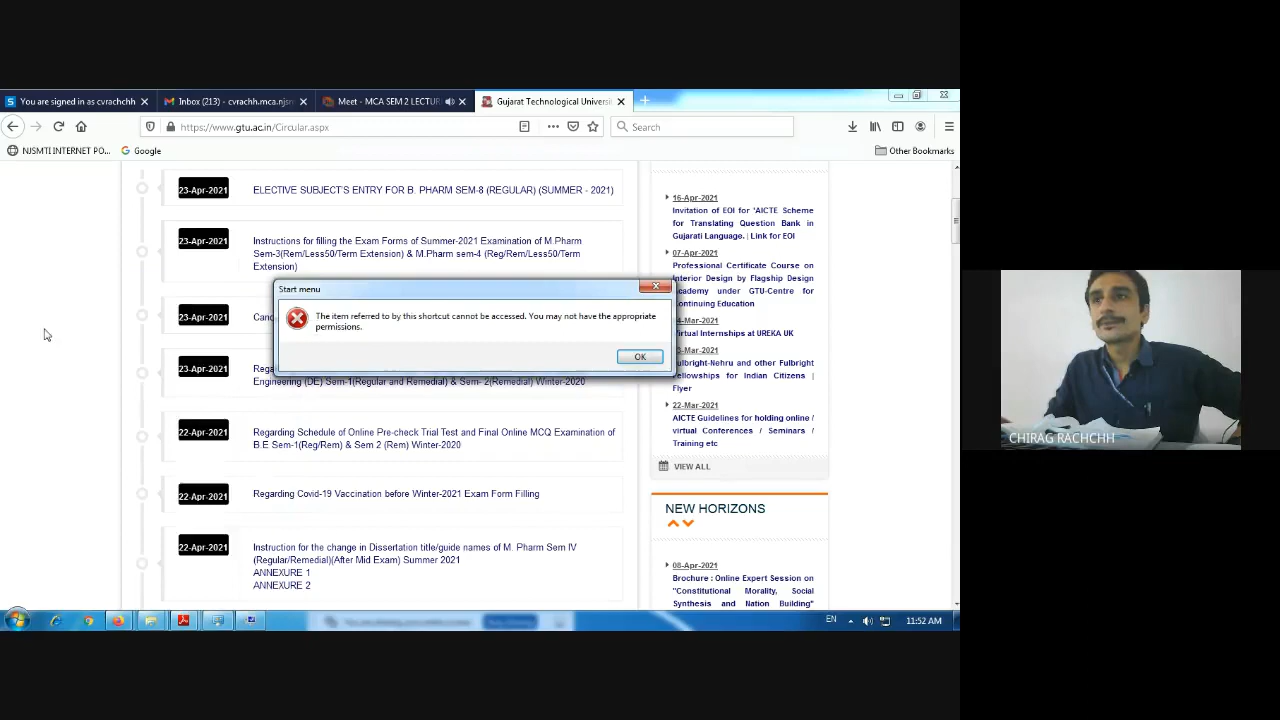 You are signed in as cvrachchh
Inbox (213) - cvrachh.mca.njsm
Meet - MCA SEM 2 LECTUR
Gujarat Technological Universi
https://www.gtu.ac.in/Circular.aspx
Search
NJSMTI INTERNET PO...
Google
Other Bookmarks
23-Apr-2021
ELECTIVE SUBJECT'S ENTRY FOR B. PHARM SEM-8 (REGULAR) (SUMMER - 2021)
23-Apr-2021
Instructions for filling the Exam Forms of Summer-2021 Examination of M.Pharm
Sem-3(Rem/Less50/Term Extension) & M.Pharm sem-4 (Reg/Rem/Less50/Term
Extension)
23-Apr-2021
Canc
Start menu
The item referred to by this shortcut cannot be accessed. You may not have the appropriate
permissions.
OK
23-Apr-2021
Rega
Engineering (DE) Sem-1(Regular and Remedial) & Sem- 2(Remedial) Winter-2020
22-Apr-2021
Regarding Schedule of Online Pre-check Trial Test and Final Online MCQ Examination of
B.E Sem-1(Reg/Rem) & Sem 2 (Rem) Winter-2020
22-Apr-2021
Regarding Covid-19 Vaccination before Winter-2021 Exam Form Filling
22-Apr-2021
Instruction for the change in Dissertation title/guide names of M. Pharm Sem IV
(Regular/Remedial)(After Mid Exam) Summer 2021
ANNEXURE 1
ANNEXURE 2
16-Apr-2021
Invitation of EOI for 'AICTE Scheme
for Translating Question Bank in
Gujarati Language. | Link for EOI
07-Apr-2021
Professional Certificate Course on
Interior Design by Flagship Design
Academy under GTU-Centre for
Continuing Education
-Mar-2021
Virtual Internships at UREKA UK
-Mar-2021
Fulbright-Nehru and other Fulbright
Fellowships for Indian Citizens |
Flyer
22-Mar-2021
AICTE Guidelines for holding online /
virtual Conferences / Seminars /
Training etc
VIEW ALL
NEW HORIZONS
08-Apr-2021
Brochure : Online Expert Session on
"Constitutional Morality, Social
Synthesis and Nation Building"
EN
11:52 AM
CHIRAG RACHCHH